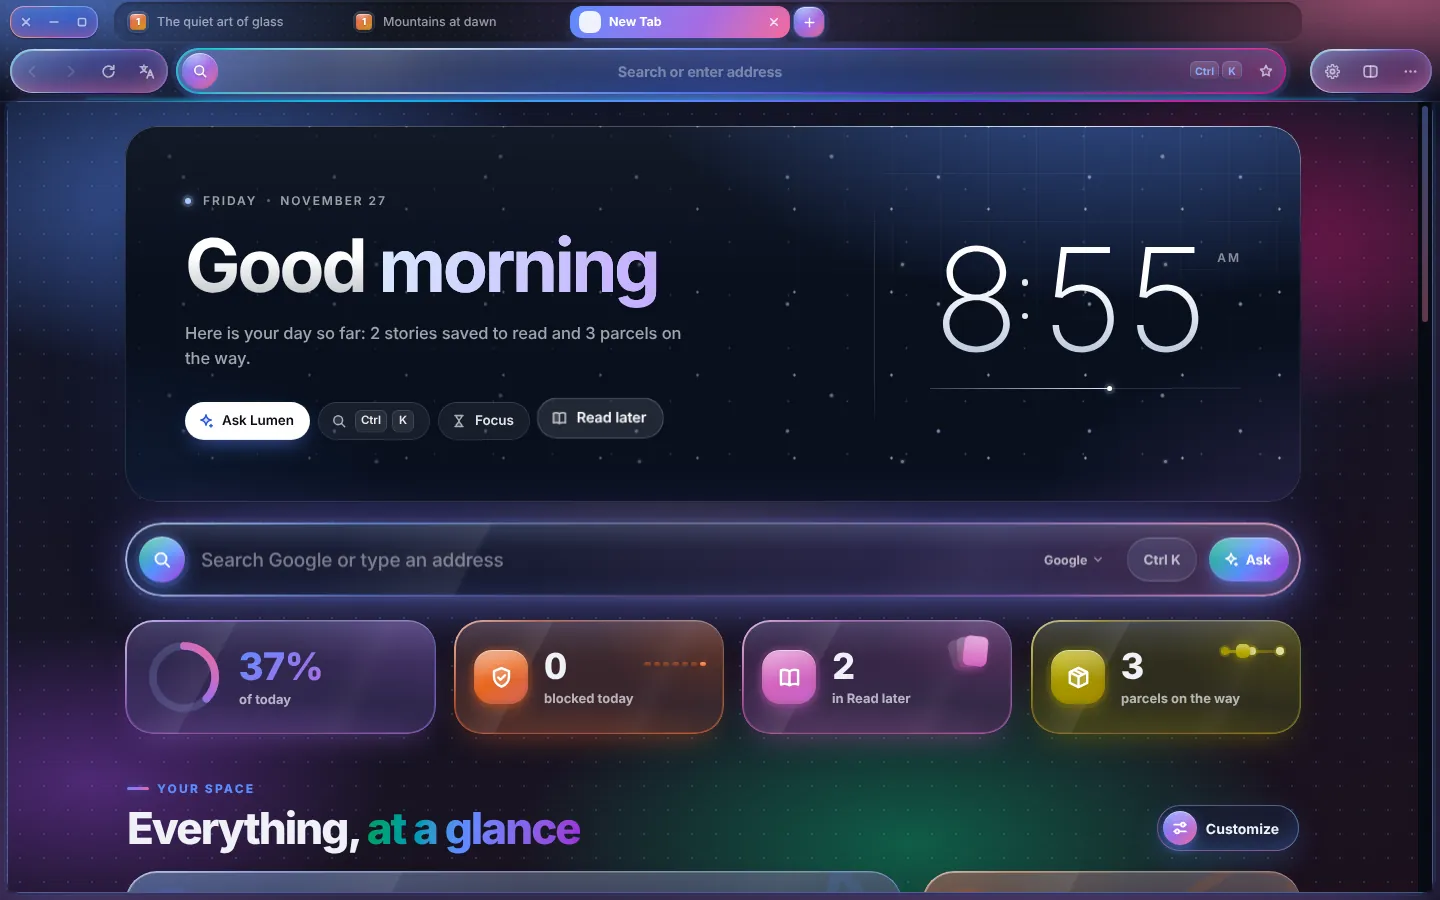 1 The quiet art of glass
1 Mountains at dawn
New Tab
Search or enter address
Ctrl K
FRIDAY • NOVEMBER 27
Good morning
Here is your day so far: 2 stories saved to read and 3 parcels on
the way.
8:55 AM
Ask Lumen
Ctrl K
Focus
Read later
Search Google or type an address
Google
Ctrl K
Ask
37%
of today
0
blocked today
2
in Read later
3
parcels on the way
YOUR SPACE
Everything, at a glance
Customize